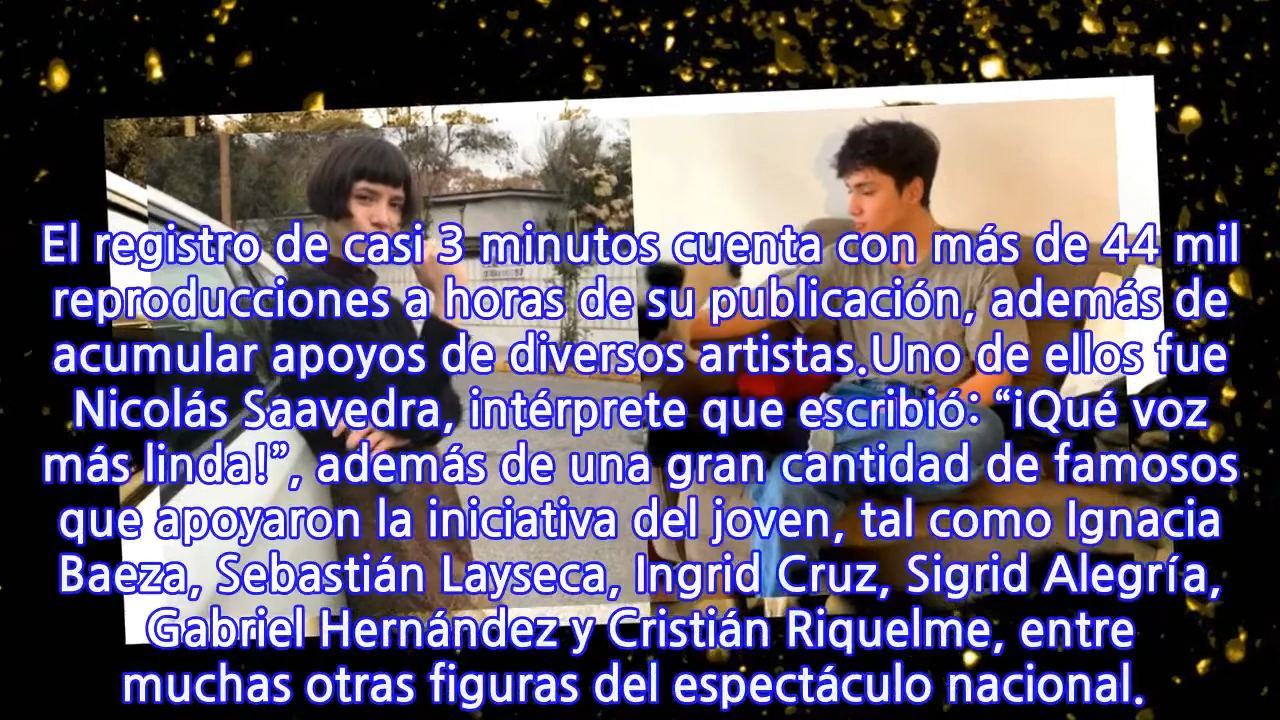 El registro de casi 3 minutos cuenta con más de 44 mil
reproducciones a horas de su publicación, además de
acumular apoyos de diversos artistas.Uno de ellos fue
Nicolás Saavedra, intérprete que escribió: “¡Qué voz
más linda!”, además de una gran cantidad de famosos
que apoyaron la iniciativa del joven, tal como Ignacia
Baeza, Sebastián Layseca, Ingrid Cruz, Sigrid Alegría,
Gabriel Hernández y Cristián Riquelme, entre
muchas otras figuras del espectáculo nacional.